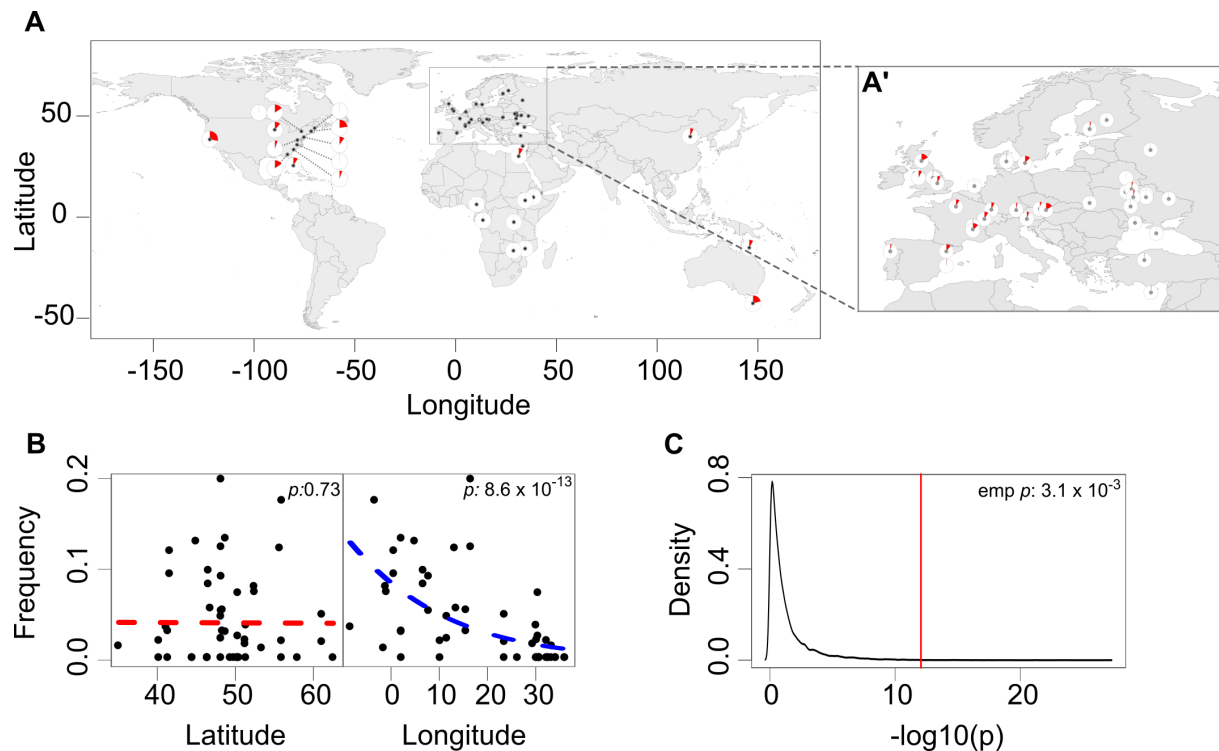 A
A'
Latitude
50
0
-50
-150 -100 -50 0 50 100 150
Longitude
B
Frequency
0.2
0.1
0.0
p:0.73
p: 8.6 x 10-13
40 50 60
0 10 20 30
Latitude
Longitude
C
Density
0.8
0.4
0.0
emp p: 3.1 x 10-3
0 10 20
-log10(p)